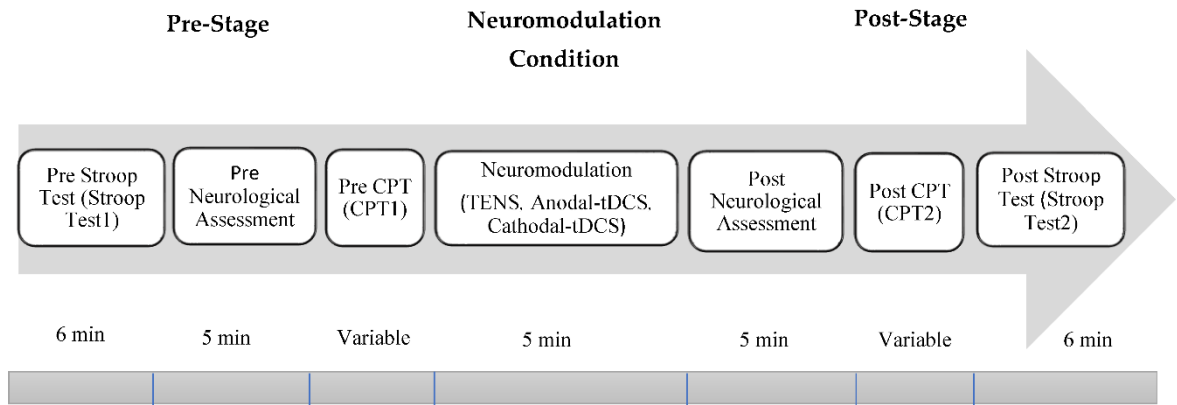 Pre-Stage
Neuromodulation
Condition
Post-Stage
Pre Stroop
Test (Stroop
Test1)
Pre
Neurological
Assessment
Pre CPT
(CPT1)
Neuromodulation
(TENS, Anodal-tDCS,
Cathodal-tDCS)
Post
Neurological
Assessment
Post CPT
(CPT2)
Post Stroop
Test (Stroop
Test2)
6 min
5 min
Variable
5 min
5 min
Variable
6 min